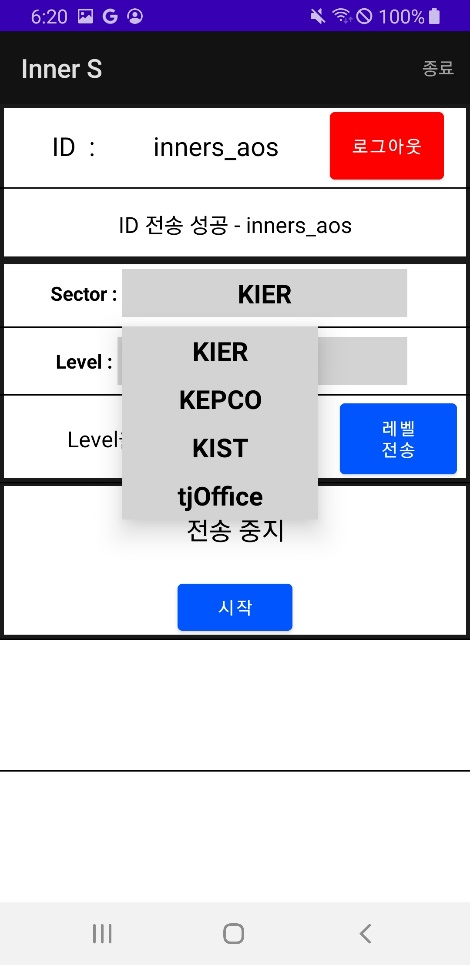 6:20 100%
Inner S 종료
ID : inners_aos 로그아웃
ID 전송 성공 - inners_aos
Sector : KIER
KIER
Level :
KEPCO
Level
레벨
전송
KIST
tjOffice
전송 중지
시작